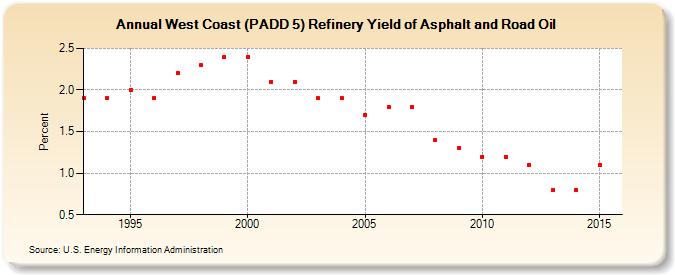 Annual West Coast (PADD 5) Refinery Yield of Asphalt and Road Oil
Percent
2.5
2.0
1.5
1.0
0.5
1995 2000 2005 2010 2015
Source: U.S. Energy Information Administration